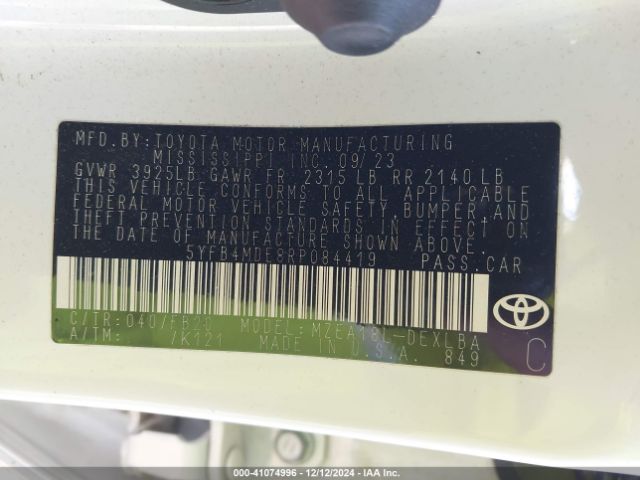 MFD. BY: TOYOTA MOTOR MANUFACTURING
MISSISSIPPI INC. 09/23
GVWR 3925LB GAWR FR 2315 LB RR 2140 LB
THIS VEHICLE CONFORMS TO ALL APPLICABLE
FEDERAL MOTOR VEHICLE SAFETY, BUMPER AND
THEFT PREVENTION STANDARDS IN EFFECT ON
THE DATE OF MANUFACTURE SHOWN ABOVE.
5YFB4MDE8RP084419 PASS. CAR
C/TR: 040/FB20 MODEL: MZEA18L-DEXLBA
A/TM: /K121 MADE IN U.S.A. 849
TOYOTA
C
000-41074996 - 12/12/2024 - IAA Inc.